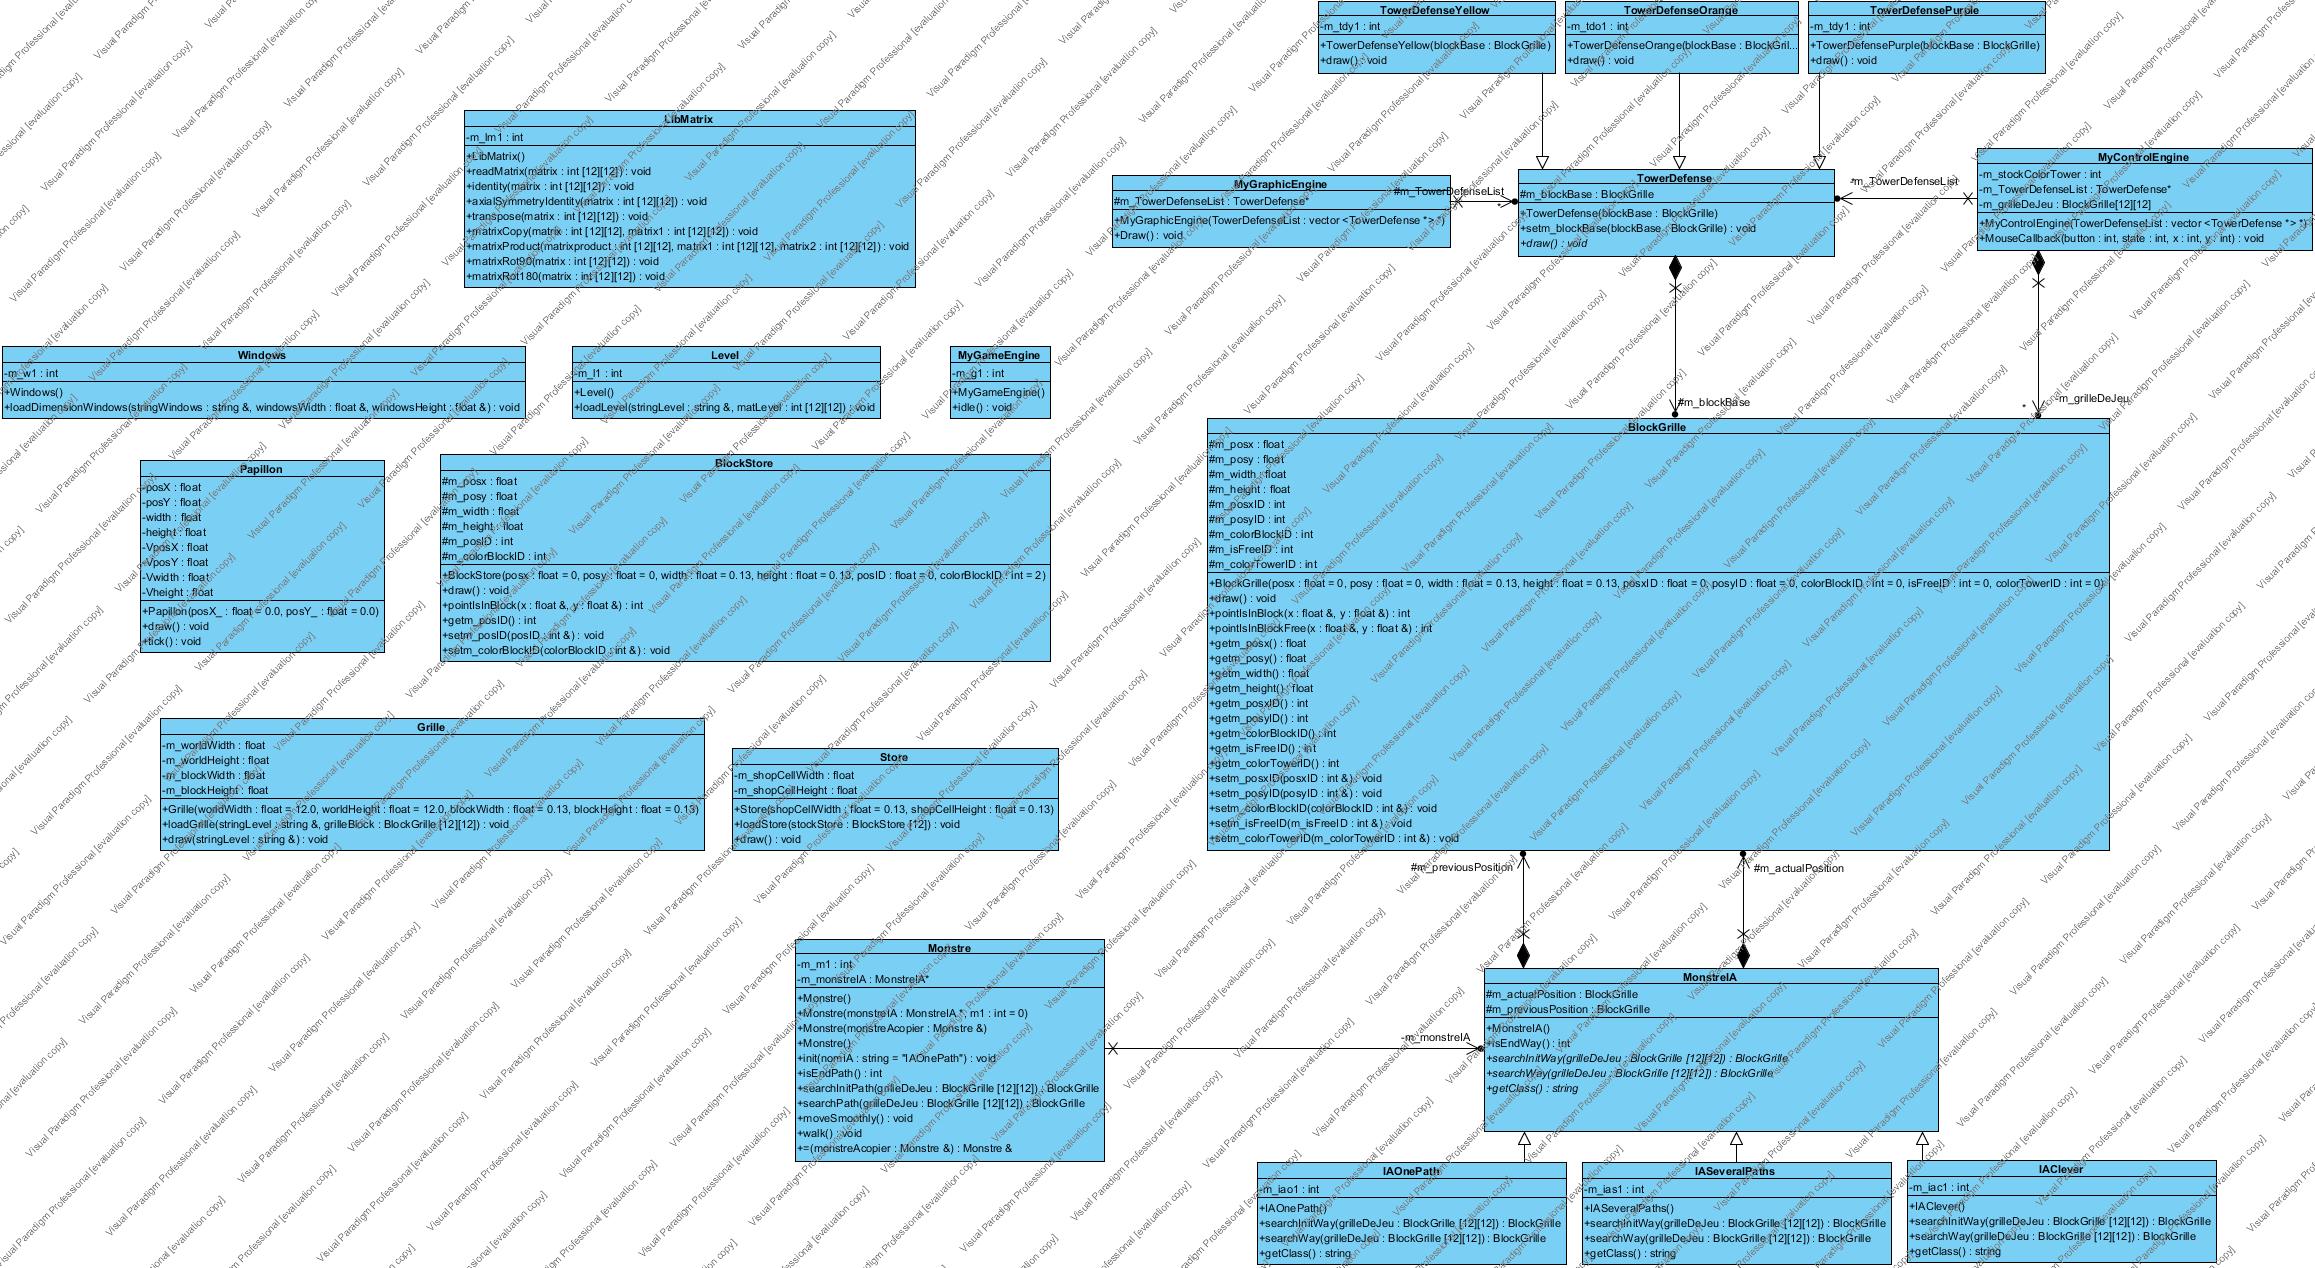 TowerDefenseYellow
-m_tdy1 : int
+TowerDefenseYellow(blockBase : BlockGrille)
+draw() : void
TowerDefenseOrange
-m_tdo1 : int
+TowerDefenseOrange(blockBase : BlockGril...
+draw() : void
TowerDefensePurple
-m_tdy1 : int
+TowerDefensePurple(blockBase : BlockGrille)
+draw() : void
LibMatrix
-m_lm1 : int
+LibMatrix()
+readMatrix(matrix : int [12][12]) : void
+identity(matrix : int [12][12]) : void
+axialSymmetryIdentity(matrix : int [12][12]) : void
+transpose(matrix : int [12][12]) : void
+matrixCopy(matrix : int [12][12], matrix1 : int [12][12]) : void
+matrixProduct(matrixproduct : int [12][12], matrix1 : int [12][12], matrix2 : int [12][12]) : void
+matrixRot90(matrix : int [12][12]) : void
+matrixRot180(matrix : int [12][12]) : void
MyGraphicEngine
#m_TowerDefenseList : TowerDefense*
+MyGraphicEngine(TowerDefenseList : vector <TowerDefense *> *)
+Draw() : void
#m_TowerDefenseList
*
TowerDefense
#m_blockBase : BlockGrille
+TowerDefense(blockBase : BlockGrille)
+setm_blockBase(blockBase : BlockGrille) : void
+draw() : void
*
-m_TowerDefenseList
MyControlEngine
-m_stockColorTower : int
-m_TowerDefenseList : TowerDefense*
-m_grilleDeJeu : BlockGrille[12][12]
+MyControlEngine(TowerDefenseList : vector <TowerDefense *> *)
+MouseCallback(button : int, state : int, x : int, y : int) : void
Windows
-m_w1 : int
+Windows()
+loadDimensionWindows(stringWindows : string &, windowsWidth : float &, windowsHeight : float &) : void
Level
-m_l1 : int
+Level()
+loadLevel(stringLevel : string &, matLevel : int [12][12]) : void
MyGameEngine
-m_g1 : int
+MyGameEngine()
+idle() : void
#m_blockBase
*
-m_grilleDeJeu
Papillon
-posX : float
-posY : float
-width : float
-height : float
-VposX : float
-VposY : float
-Vwidth : float
-Vheight : float
+Papillon(posX_ : float = 0.0, posY_ : float = 0.0)
+draw() : void
+tick() : void
BlockStore
#m_posx : float
#m_posy : float
#m_width : float
#m_height : float
#m_posID : int
#m_colorBlockID : int
+BlockStore(posx : float = 0, posy : float = 0, width : float = 0.13, height : float = 0.13, posID : float = 0, colorBlockID : int = 2)
+draw() : void
+pointIsInBlock(x : float &, y : float &) : int
+getm_posID() : int
+setm_posID(posID : int &) : void
+setm_colorBlockID(colorBlockID : int &) : void
BlockGrille
#m_posx : float
#m_posy : float
#m_width : float
#m_height : float
#m_posxID : int
#m_posyID : int
#m_colorBlockID : int
#m_isFreeID : int
#m_colorTowerID : int
+BlockGrille(posx : float = 0, posy : float = 0, width : float = 0.13, height : float = 0.13, posxID : float = 0, posyID : float = 0, colorBlockID : int = 0, isFreeID : int = 0, colorTowerID : int = 0)
+draw() : void
+pointIsInBlock(x : float &, y : float &) : int
+pointIsInBlockFree(x : float &, y : float &) : int
+getm_posx() : float
+getm_posy() : float
+getm_width() : float
+getm_height() : float
+getm_posxID() : int
+getm_posyID() : int
+getm_colorBlockID() : int
+getm_isFreeID() : int
+getm_colorTowerID() : int
+setm_posxID(posxID : int &) : void
+setm_posyID(posyID : int &) : void
+setm_colorBlockID(colorBlockID : int &) : void
+setm_isFreeID(m_isFreeID : int &) : void
+setm_colorTowerID(m_colorTowerID : int &) : void
Grille
-m_worldWidth : float
-m_worldHeight : float
-m_blockWidth : float
-m_blockHeight : float
+Grille(worldWidth : float = 12.0, worldHeight : float = 12.0, blockWidth : float = 0.13, blockHeight : float = 0.13)
+loadGrille(stringLevel : string &, grilleBlock : BlockGrille [12][12]) : void
+draw(stringLevel : string &) : void
Store
-m_shopCellWidth : float
-m_shopCellHeight : float
+Store(shopCellWidth : float = 0.13, shopCellHeight : float = 0.13)
+loadStore(stockStore : BlockStore [12]) : void
+draw() : void
#m_previousPosition
#m_actualPosition
Monstre
-m_m1 : int
-m_monstreIA : MonstreIA*
+Monstre()
+Monstre(monstreIA : MonstreIA *, m1 : int = 0)
+Monstre(monstreAcopier : Monstre &)
+Monstre()
+init(nomIA : string = "IAOnePath") : void
+isEndPath() : int
+searchInitPath(grilleDeJeu : BlockGrille [12][12]) : BlockGrille
+searchPath(grilleDeJeu : BlockGrille [12][12]) : BlockGrille
+moveSmoothly() : void
+walk() : void
+=(monstreAcopier : Monstre &) : Monstre &
-m_monstreIA
MonstreIA
#m_actualPosition : BlockGrille
#m_previousPosition : BlockGrille
+MonstreIA()
+isEndWay() : int
+searchInitWay(grilleDeJeu : BlockGrille [12][12]) : BlockGrille
+searchWay(grilleDeJeu : BlockGrille [12][12]) : BlockGrille
+getClass() : string
IAOnePath
-m_iao1 : int
+IAOnePath()
+searchInitWay(grilleDeJeu : BlockGrille [12][12]) : BlockGrille
+searchWay(grilleDeJeu : BlockGrille [12][12]) : BlockGrille
+getClass() : string
IASeveralPaths
-m_ias1 : int
+IASeveralPaths()
+searchInitWay(grilleDeJeu : BlockGrille [12][12]) : BlockGrille
+searchWay(grilleDeJeu : BlockGrille [12][12]) : BlockGrille
+getClass() : string
IAClever
-m_iac1 : int
+IAClever()
+searchInitWay(grilleDeJeu : BlockGrille [12][12]) : BlockGrille
+searchWay(grilleDeJeu : BlockGrille [12][12]) : BlockGrille
+getClass() : string
Visual Paradigm Professional [evaluation copy]